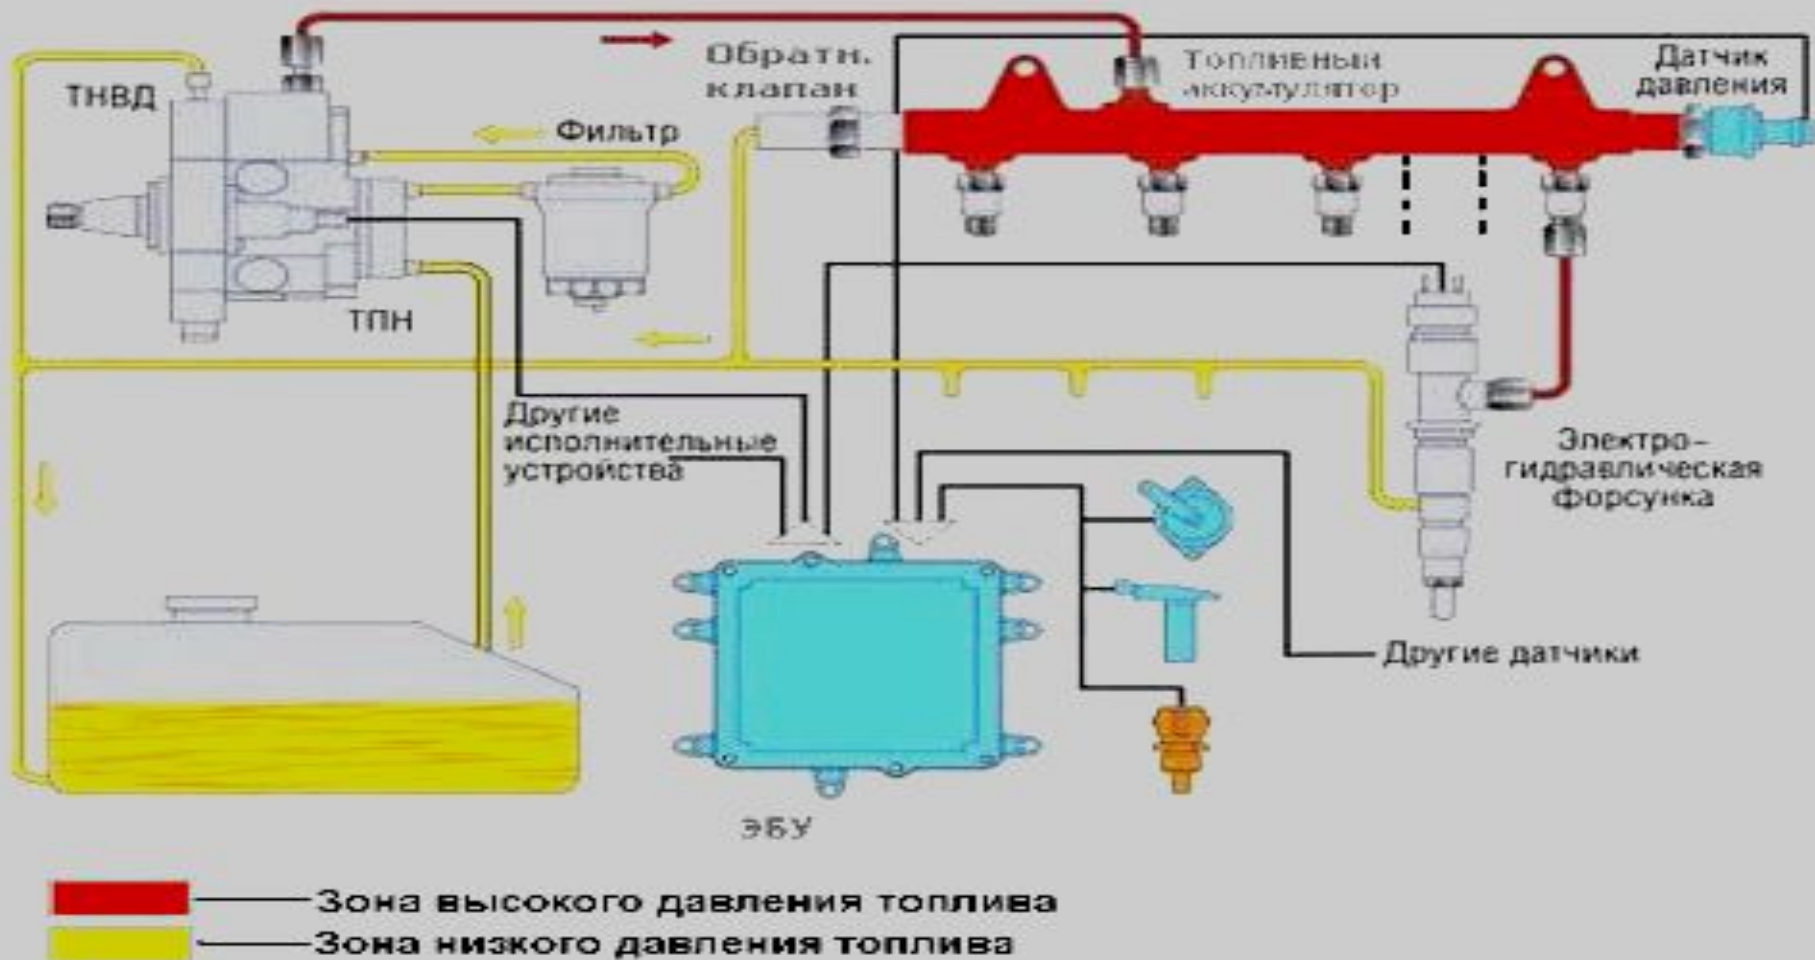 ТНВД
Обратн.
клапан
Топливный
аккумулятор
Датчик
давления
Фильтр
ТПН
Другие
исполнительные
устройства
Электро-
гидравлическая
форсунка
Другие датчики
ЭБУ
Зона высокого давления топлива
Зона низкого давления топлива